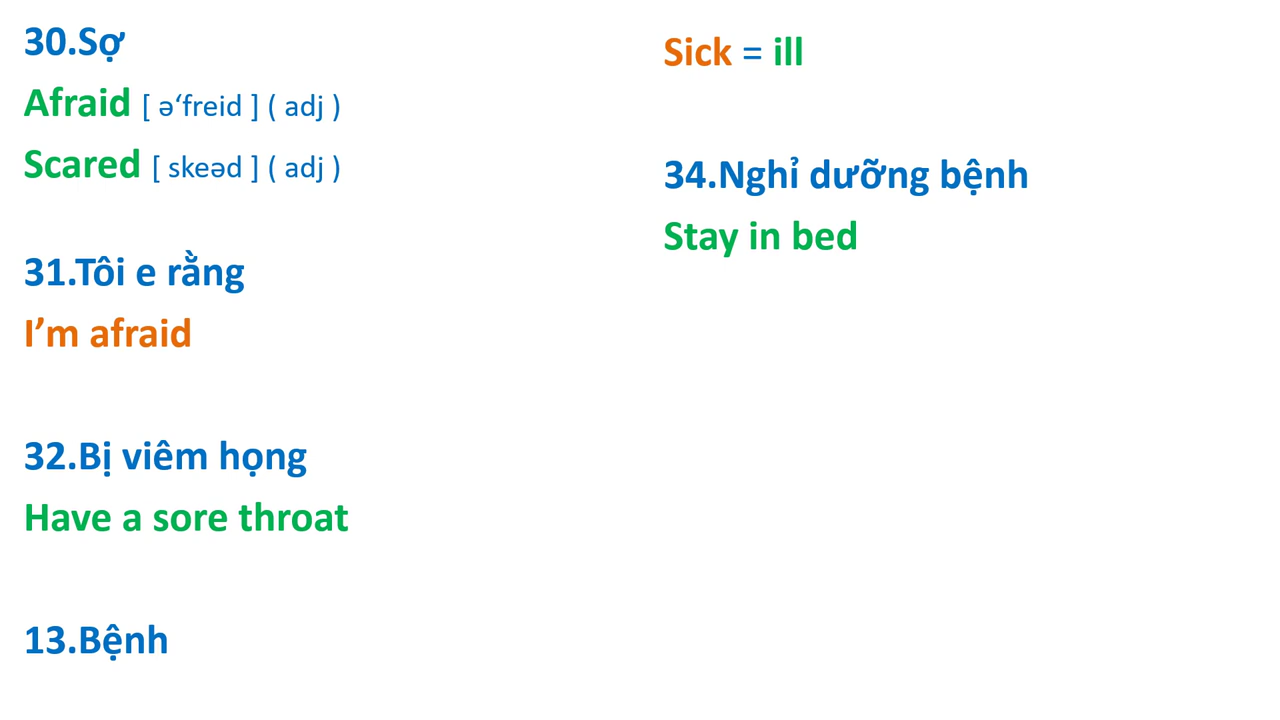 30.Sợ
Afraid [ ə‘freid ] ( adj )
Scared [ skeəd ] ( adj )
31.Tôi e rằng
I’m afraid
32.Bị viêm họng
Have a sore throat
13.Bệnh
Sick = ill
34.Nghỉ dưỡng bệnh
Stay in bed